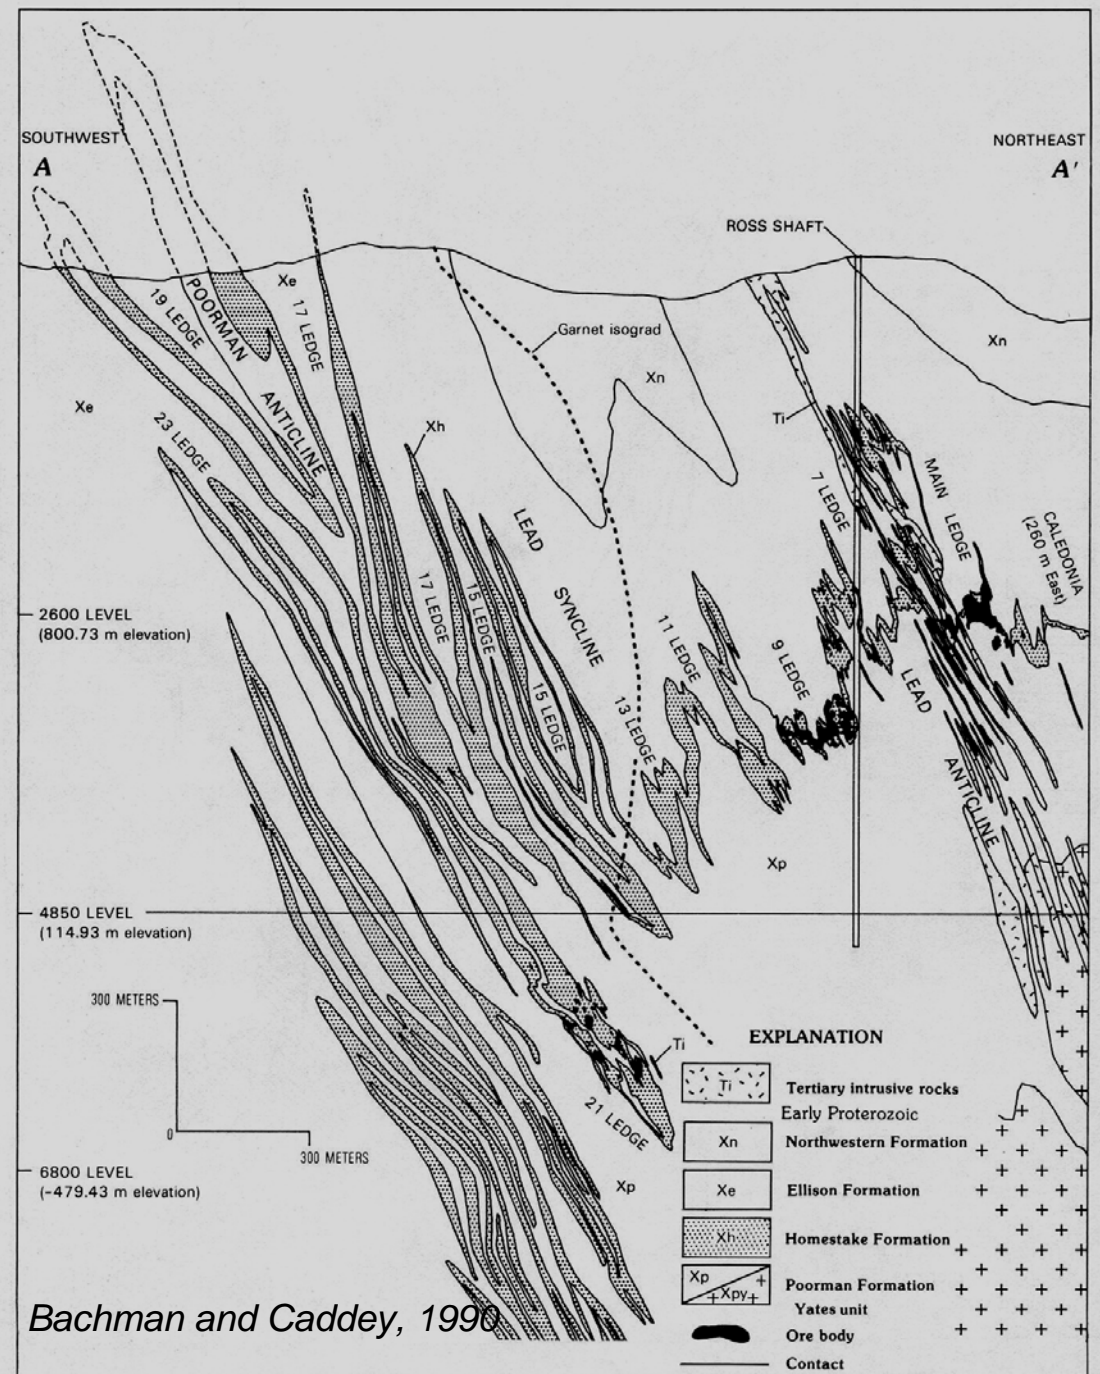 SOUTHWEST
A
NORTHEAST
A'
ROSS SHAFT
Xe
POORMAN
ANTICLINE
19 LEDGE
17 LEDGE
Garnet isograd
Xn
Xn
Xe
23 LEDGE
Xh
Ti
LEAD
SYNCLINE
7 LEDGE
MAIN
LEDGE
CALEDONIA
(260 m East)
2600 LEVEL
(800.73 m elevation)
17 LEDGE
15 LEDGE
15 LEDGE
13 LEDGE
11 LEDGE
9 LEDGE
LEAD
ANTICLINE
Xp
4850 LEVEL
(114.93 m elevation)
300 METERS
0
300 METERS
Ti
21 LEDGE
6800 LEVEL
(-479.43 m elevation)
Xp
EXPLANATION
Ti Tertiary intrusive rocks
Early Proterozoic
Xn Northwestern Formation
Xe Ellison Formation
Xh Homestake Formation
Xp Poorman Formation
Xpy Yates unit
Ore body
Contact
Bachman and Caddey, 1990